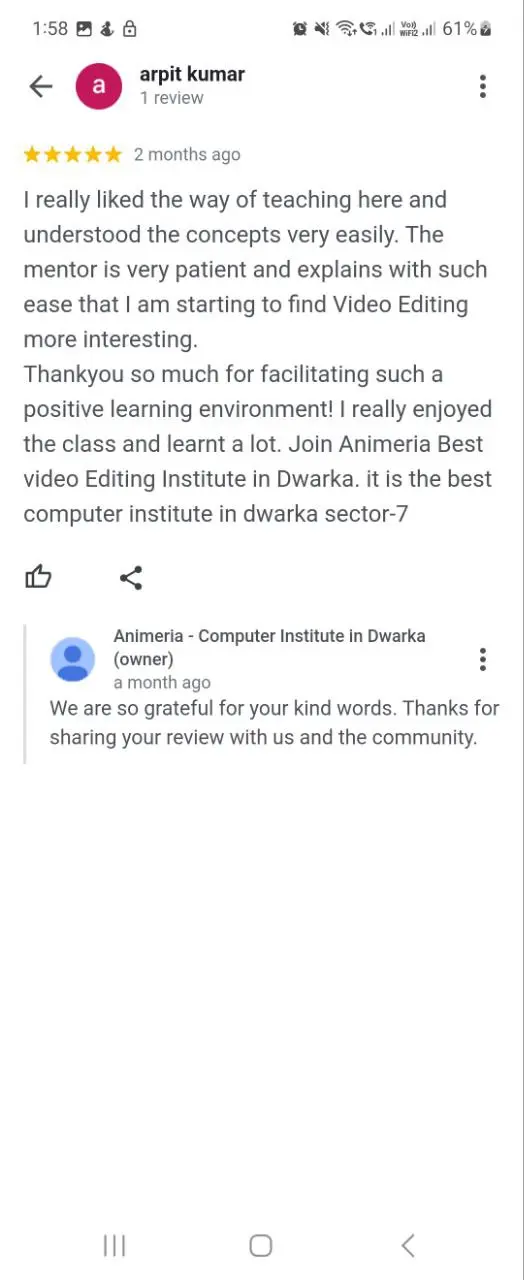 1:58
Vo))
WiFi2
61%
a
arpit kumar
1 review
2 months ago
I really liked the way of teaching here and
understood the concepts very easily. The
mentor is very patient and explains with such
ease that I am starting to find Video Editing
more interesting.
Thankyou so much for facilitating such a
positive learning environment! I really enjoyed
the class and learnt a lot. Join Animeria Best
video Editing Institute in Dwarka. it is the best
computer institute in dwarka sector-7
Animeria - Computer Institute in Dwarka
(owner)
a month ago
We are so grateful for your kind words. Thanks for
sharing your review with us and the community.